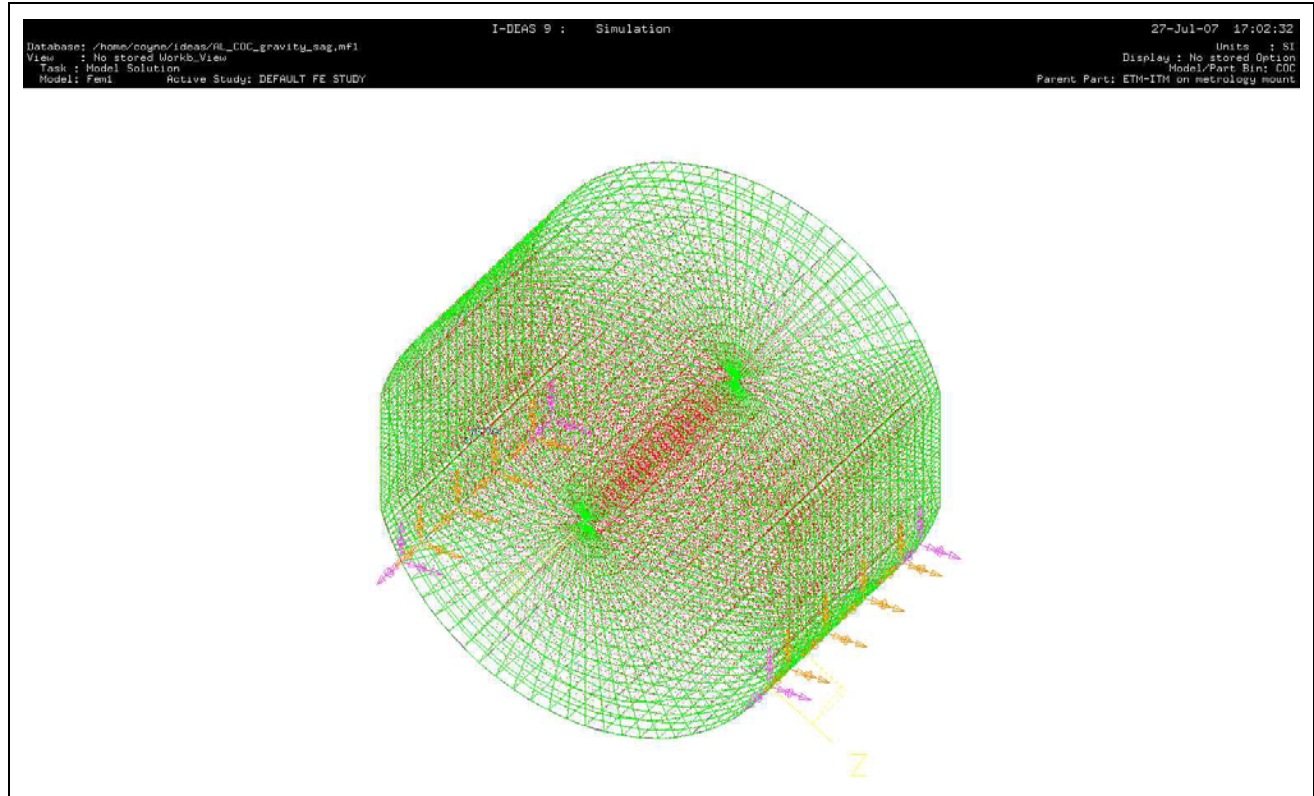 I-DEAS 9 : Simulation
27-Jul-07 17:02:32
Database: /home/coyne/ideas/AL_COC_gravity_sag.mf1
View : No stored Workb_View
Task : Model Solution
Model: Fem1 Active Study: DEFAULT FE STUDY
Units : SI
Display : No stored Option
Model/Part Bin: COC
Parent Part: ETM-ITM on metrology mount
Z